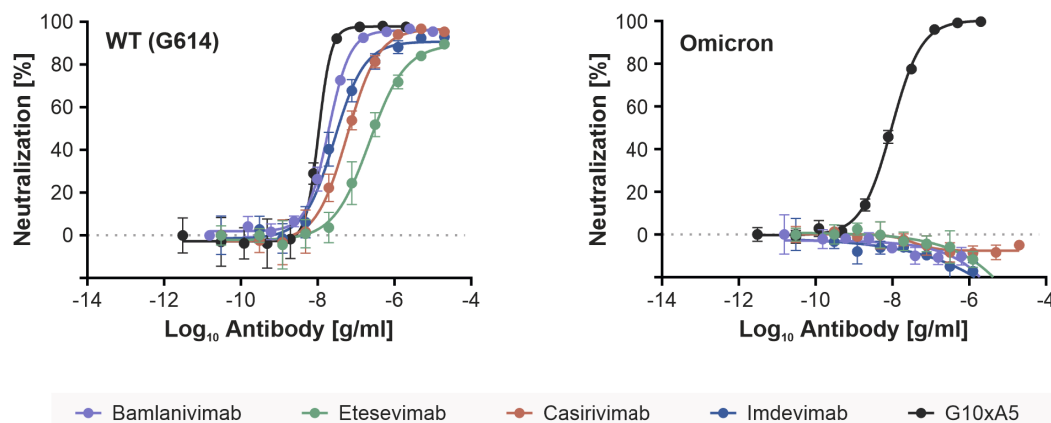 WT (G614)
Neutralization [%]
100
80
60
40
20
0
-14
-12
-10
-8
-6
-4
Log₁₀ Antibody [g/ml]
Omicron
Neutralization [%]
100
80
60
40
20
0
-14
-12
-10
-8
-6
-4
Log₁₀ Antibody [g/ml]
Bamlanivimab
Etesevimab
Casirivimab
Imdevimab
G10xA5